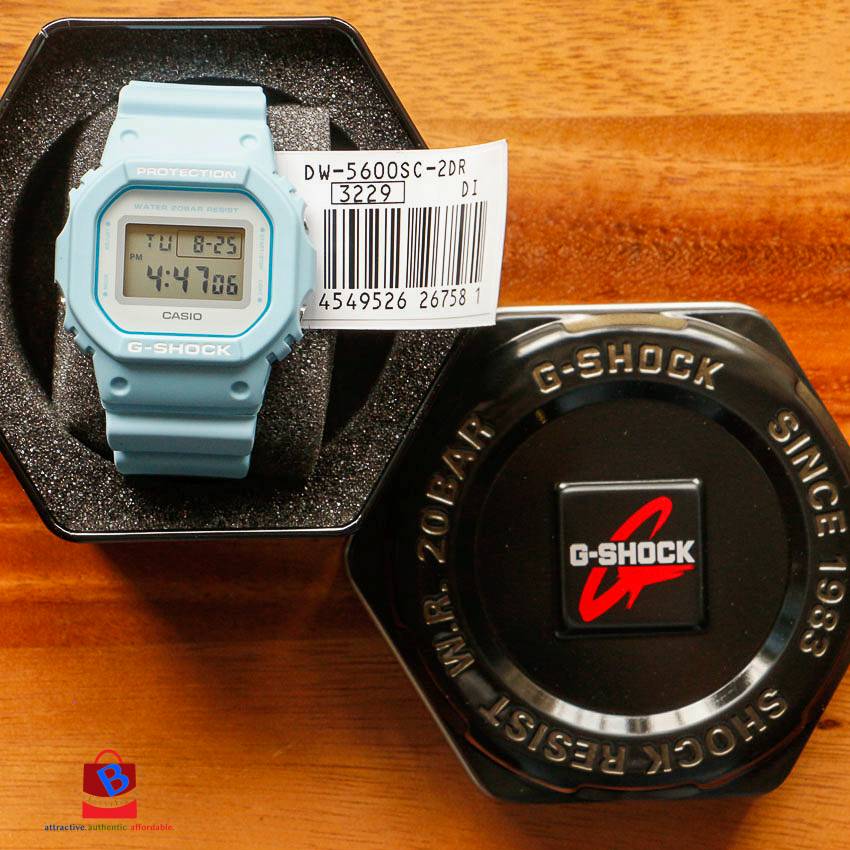 PROTECTION
WATER 20BAR RESIST
TU 8-25
PM
4:47 06
CASIO
G-SHOCK
DW-5600SC-2DR
3229 DI
4549526 26758 1
G-SHOCK
SINCE 1983
SHOCK RESIST
W.R. 20BAR
G-SHOCK
B
attractive.authentic.affordable.